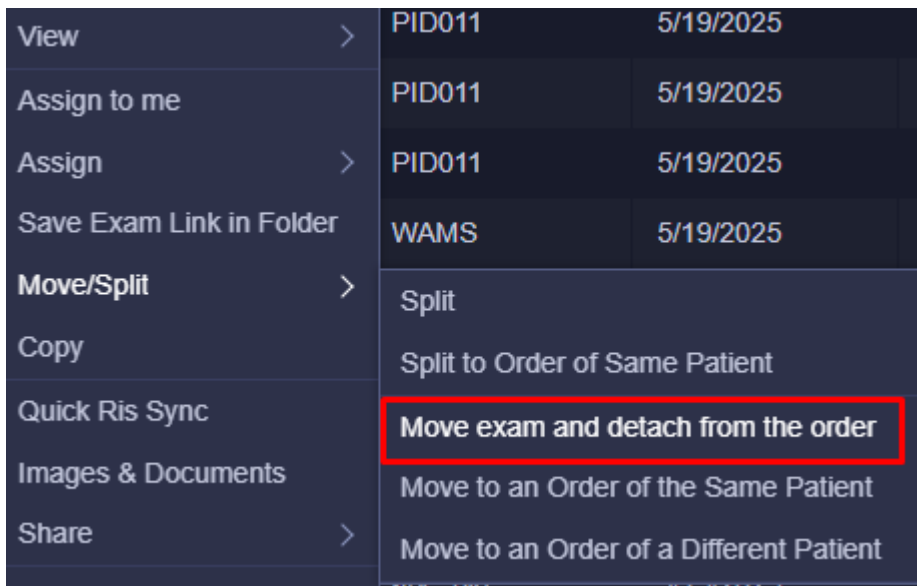 View
PID011 5/19/2025
Assign to me
PID011 5/19/2025
Assign
PID011 5/19/2025
Save Exam Link in Folder
WAMS 5/19/2025
Move/Split
Split
Copy
Split to Order of Same Patient
Quick Ris Sync
Move exam and detach from the order
Images & Documents
Move to an Order of the Same Patient
Share
Move to an Order of a Different Patient